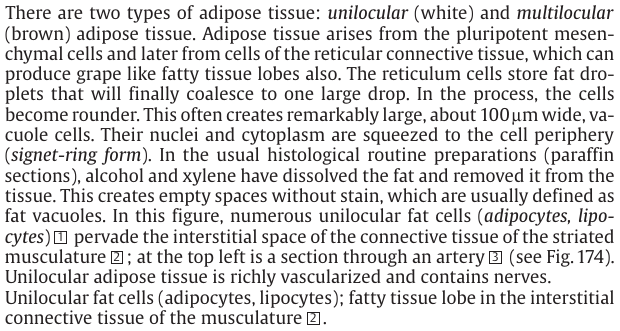 There are two types of adipose tissue: unilocular (white) and multilocular
(brown) adipose tissue. Adipose tissue arises from the pluripotent mesen-
chymal cells and later from cells of the reticular connective tissue, which can
produce grape like fatty tissue lobes also. The reticulum cells store fat dro-
plets that will finally coalesce to one large drop. In the process, the cells
become rounder. This often creates remarkably large, about 100 μm wide, va-
cuole cells. Their nuclei and cytoplasm are squeezed to the cell periphery
(signet-ring form). In the usual histological routine preparations (paraffin
sections), alcohol and xylene have dissolved the fat and removed it from the
tissue. This creates empty spaces without stain, which are usually defined as
fat vacuoles. In this figure, numerous unilocular fat cells (adipocytes, lipo-
cytes) 1 pervade the interstitial space of the connective tissue of the striated
musculature 2 ; at the top left is a section through an artery 3 (see Fig. 174).
Unilocular adipose tissue is richly vascularized and contains nerves.
Unilocular fat cells (adipocytes, lipocytes); fatty tissue lobe in the interstitial
connective tissue of the musculature 2 .